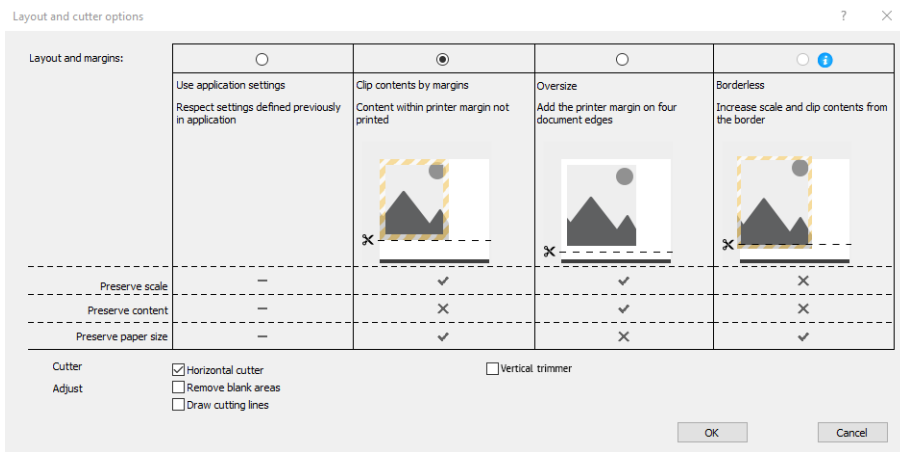 Layout and cutter options
?
Layout and margins:
Use application settings
Respect settings defined previously
in application
Clip contents by margins
Content within printer margin not
printed
Oversize
Add the printer margin on four
document edges
i
Borderless
Increase scale and clip contents from
the border
Preserve scale
Preserve content
Preserve paper size
Cutter
Horizontal cutter
Vertical trimmer
Adjust
Remove blank areas
Draw cutting lines
OK
Cancel